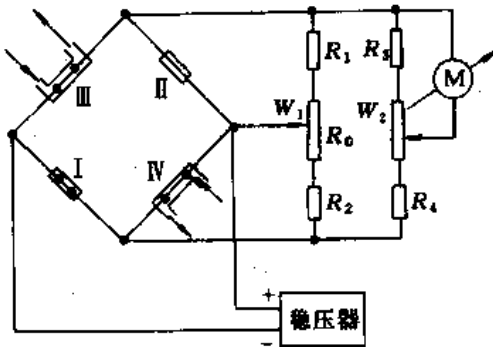 R₁
R₃
M
III
II
W₁
W₂
R₀
I
IV
R₂
R₄
+
稳压器
−